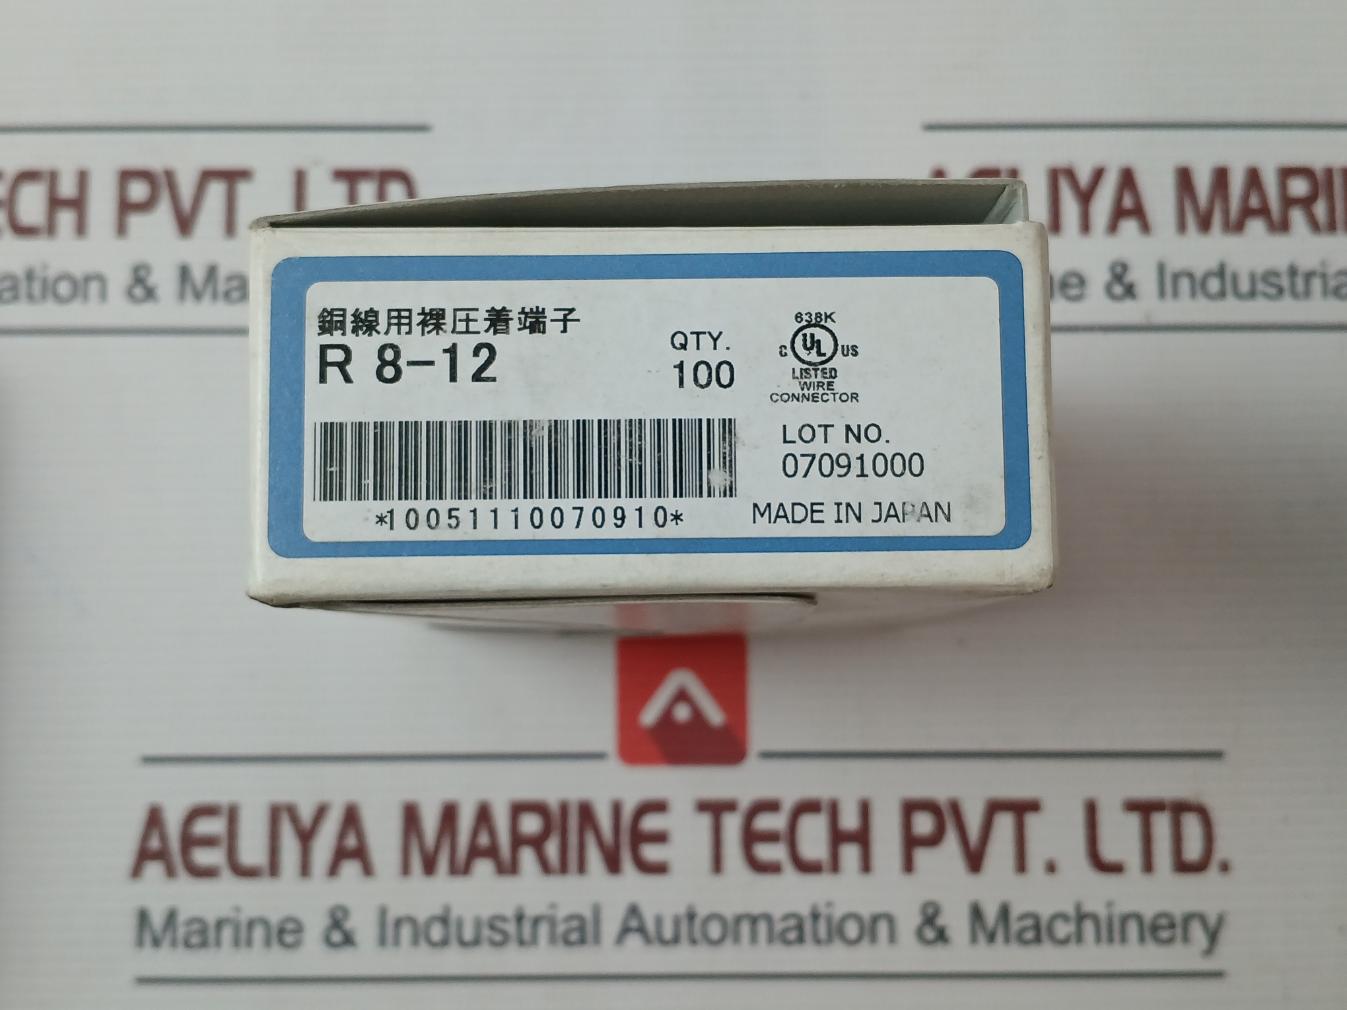 ECH PVT. LTD
ation & Ma
AELIYA MARI
ne & Industria
銅線用裸圧着端子
R 8-12
QTY.
100
638K
C UL US
LISTED
WIRE
CONNECTOR
LOT NO.
07091000
*10051110070910*
MADE IN JAPAN
AELIYA MARINE TECH PVT. LTD.
Marine & Industrial Automation & Machinery